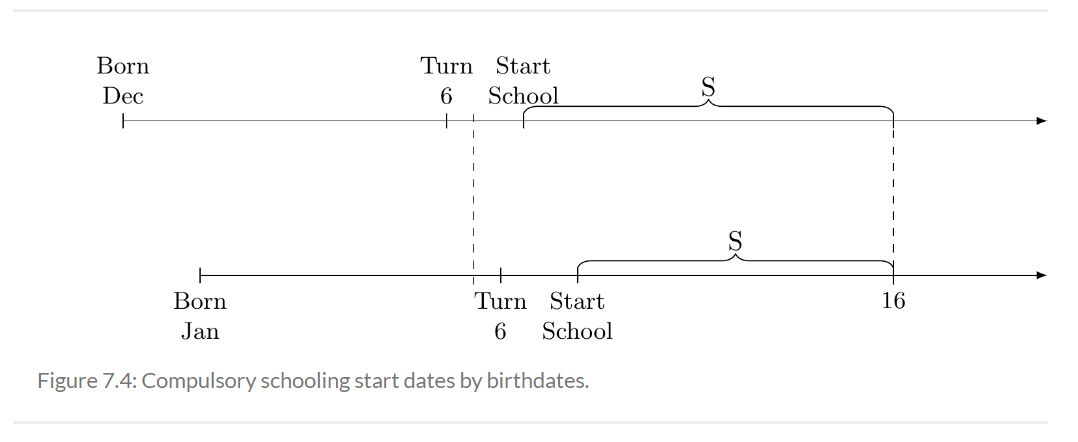 Born
Dec
Turn
6
Start
School
S
S
Born
Jan
Turn
6
Start
School
16
Figure 7.4: Compulsory schooling start dates by birthdates.